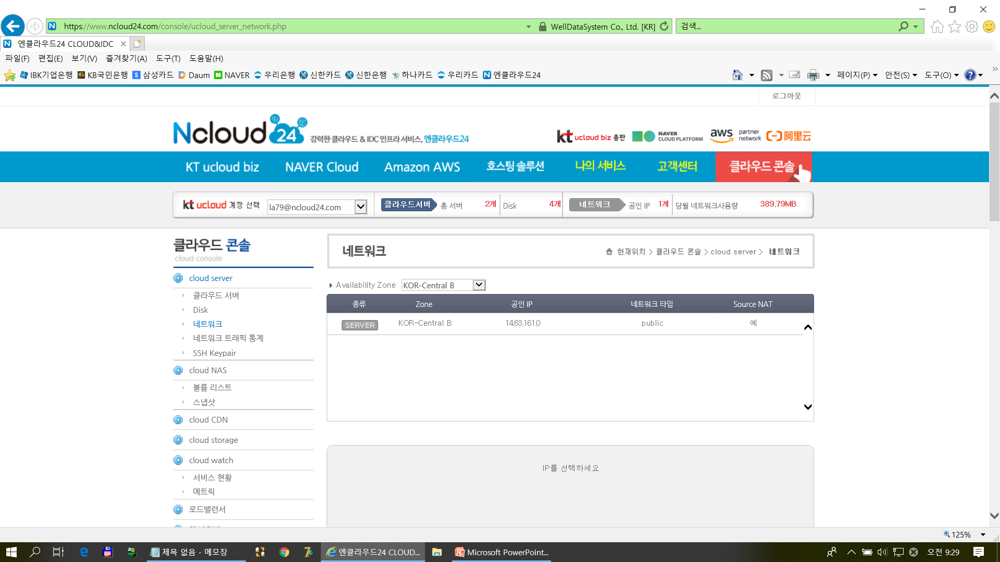 https://www.ncloud24.com/console/ucloud_server_network.php
WellDataSystem Co., Ltd. [KR]
검색...
엔클라우드24 CLOUD&IDC
파일(F) 편집(E) 보기(V) 즐겨찾기(A) 도구(T) 도움말(H)
IBK기업은행 KB국민은행 삼성카드 Daum NAVER 우리은행 신한카드 신한은행 하나카드 우리카드 엔클라우드24
페이지(P) 안전(S) 도구(O)
로그아웃
Ncloud 24 강력한 클라우드 & IDC 인프라 서비스, 엔클라우드24
kt ucloud biz 총판 NAVER CLOUD PLATFORM aws partner network 阿里云
KT ucloud biz NAVER Cloud Amazon AWS 호스팅 솔루션 나의 서비스 고객센터 클라우드 콘솔
kt ucloud 계정 선택 la79@ncloud24.com 클라우드서버 총 서버 2개 Disk 4개 네트워크 공인 IP 1개 당월 네트워크사용량 389.79MB
클라우드 콘솔
cloud console
cloud server
클라우드 서버
Disk
네트워크
네트워크 트래픽 통계
SSH Keypair
cloud NAS
볼륨 리스트
스냅샷
cloud CDN
cloud storage
cloud watch
서비스 현황
메트릭
로드밸런서
네트워크
현재위치 > 클라우드 콘솔 > cloud server > 네트워크
Availability Zone KOR-Central B
종류 Zone 공인 IP 네트워크 타입 Source NAT
SERVER KOR-Central B 14.63.161.0 public 예
IP를 선택하세요
125%
제목 없음 - 메모장
엔클라우드24 CLOUD...
Microsoft PowerPoint...
오전 9:29